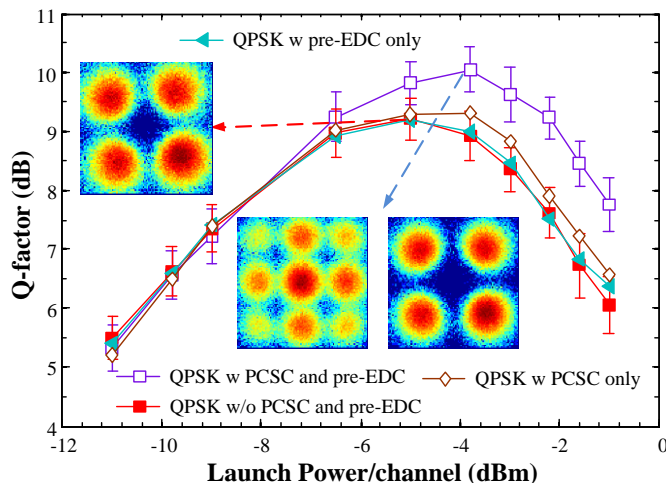 QPSK w pre-EDC only
11
10
9
8
7
6
5
4
Q-factor (dB)
QPSK w PCSC and pre-EDC
QPSK w PCSC only
QPSK w/o PCSC and pre-EDC
-12
-10
-8
-6
-4
-2
0
Launch Power/channel (dBm)